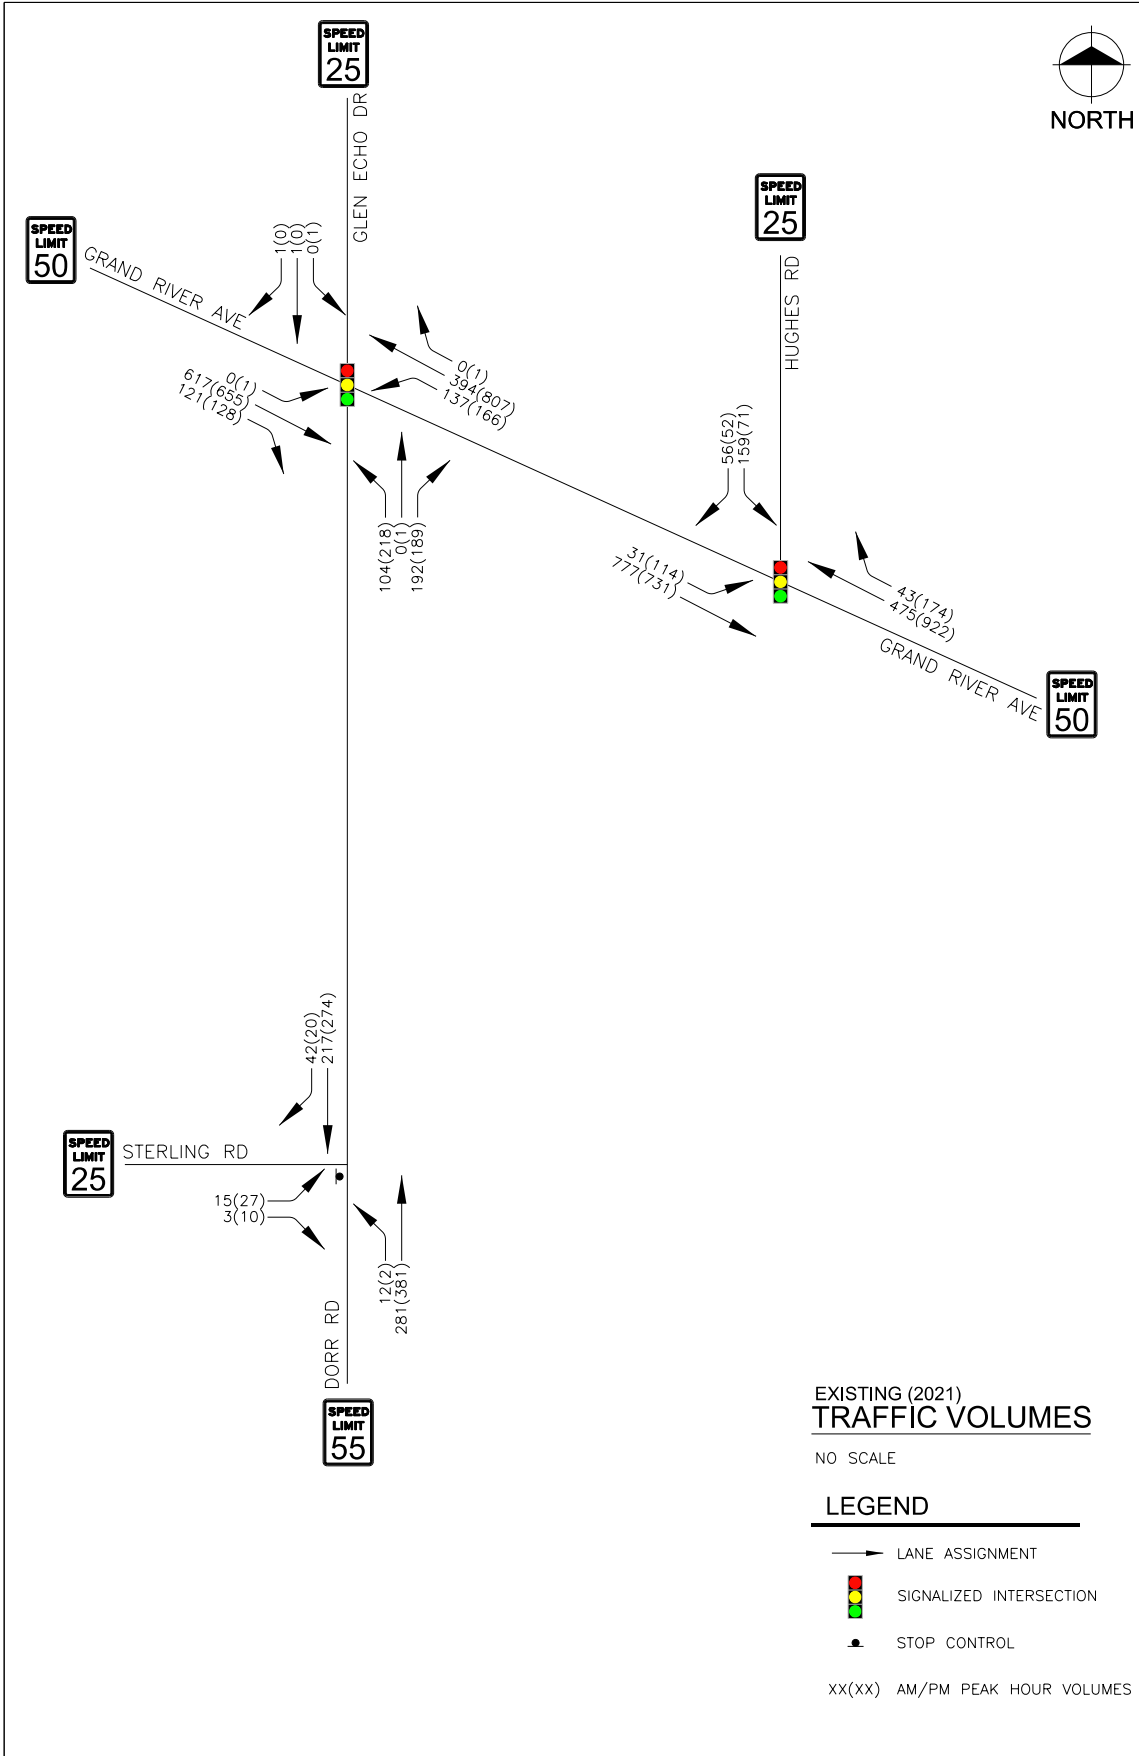 SPEED
LIMIT
25
NORTH
GLEN ECHO DR
SPEED
LIMIT
25
SPEED
LIMIT
50
GRAND RIVER AVE
1(0)
1(0)
0(1)
HUGHES RD
0(1)
394(807)
137(166)
0(1)
617(655)
121(128)
104(218)
0(1)
192(189)
56(52)
159(71)
31(114)
777(731)
43(174)
475(922)
GRAND RIVER AVE
SPEED
LIMIT
50
42(20)
217(274)
SPEED
LIMIT
25
STERLING RD
15(27)
3(10)
12(2)
281(381)
DORR RD
SPEED
LIMIT
55
EXISTING (2021)
TRAFFIC VOLUMES
NO SCALE
LEGEND
LANE ASSIGNMENT
SIGNALIZED INTERSECTION
STOP CONTROL
XX(XX) AM/PM PEAK HOUR VOLUMES